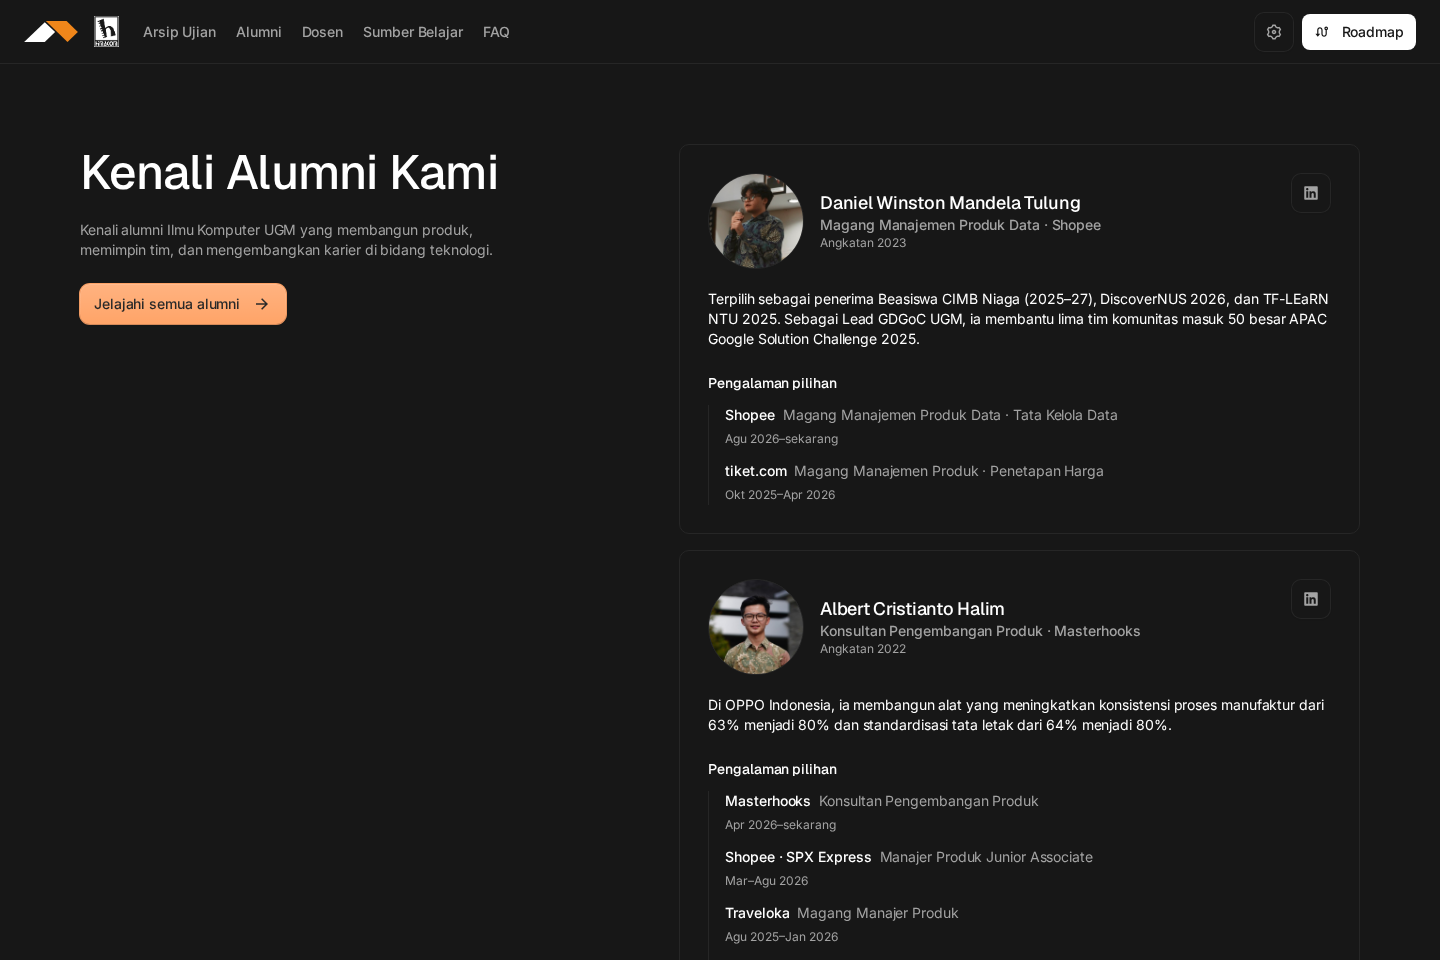 Arsip Ujian
Alumni
Dosen
Sumber Belajar
FAQ
Roadmap
Kenali Alumni Kami
Kenali alumni Ilmu Komputer UGM yang membangun produk,
memimpin tim, dan mengembangkan karier di bidang teknologi.
Jelajahi semua alumni
Daniel Winston Mandela Tulung
Magang Manajemen Produk Data · Shopee
Angkatan 2023
Terpilih sebagai penerima Beasiswa CIMB Niaga (2025–27), DiscoverNUS 2026, dan TF-LEaRN
NTU 2025. Sebagai Lead GDGoC UGM, ia membantu lima tim komunitas masuk 50 besar APAC
Google Solution Challenge 2025.
Pengalaman pilihan
Shopee Magang Manajemen Produk Data · Tata Kelola Data
Agu 2026–sekarang
tiket.com Magang Manajemen Produk · Penetapan Harga
Okt 2025–Apr 2026
Albert Cristianto Halim
Konsultan Pengembangan Produk · Masterhooks
Angkatan 2022
Di OPPO Indonesia, ia membangun alat yang meningkatkan konsistensi proses manufaktur dari
63% menjadi 80% dan standardisasi tata letak dari 64% menjadi 80%.
Pengalaman pilihan
Masterhooks Konsultan Pengembangan Produk
Apr 2026–sekarang
Shopee · SPX Express Manajer Produk Junior Associate
Mar–Agu 2026
Traveloka Magang Manajer Produk
Agu 2025–Jan 2026